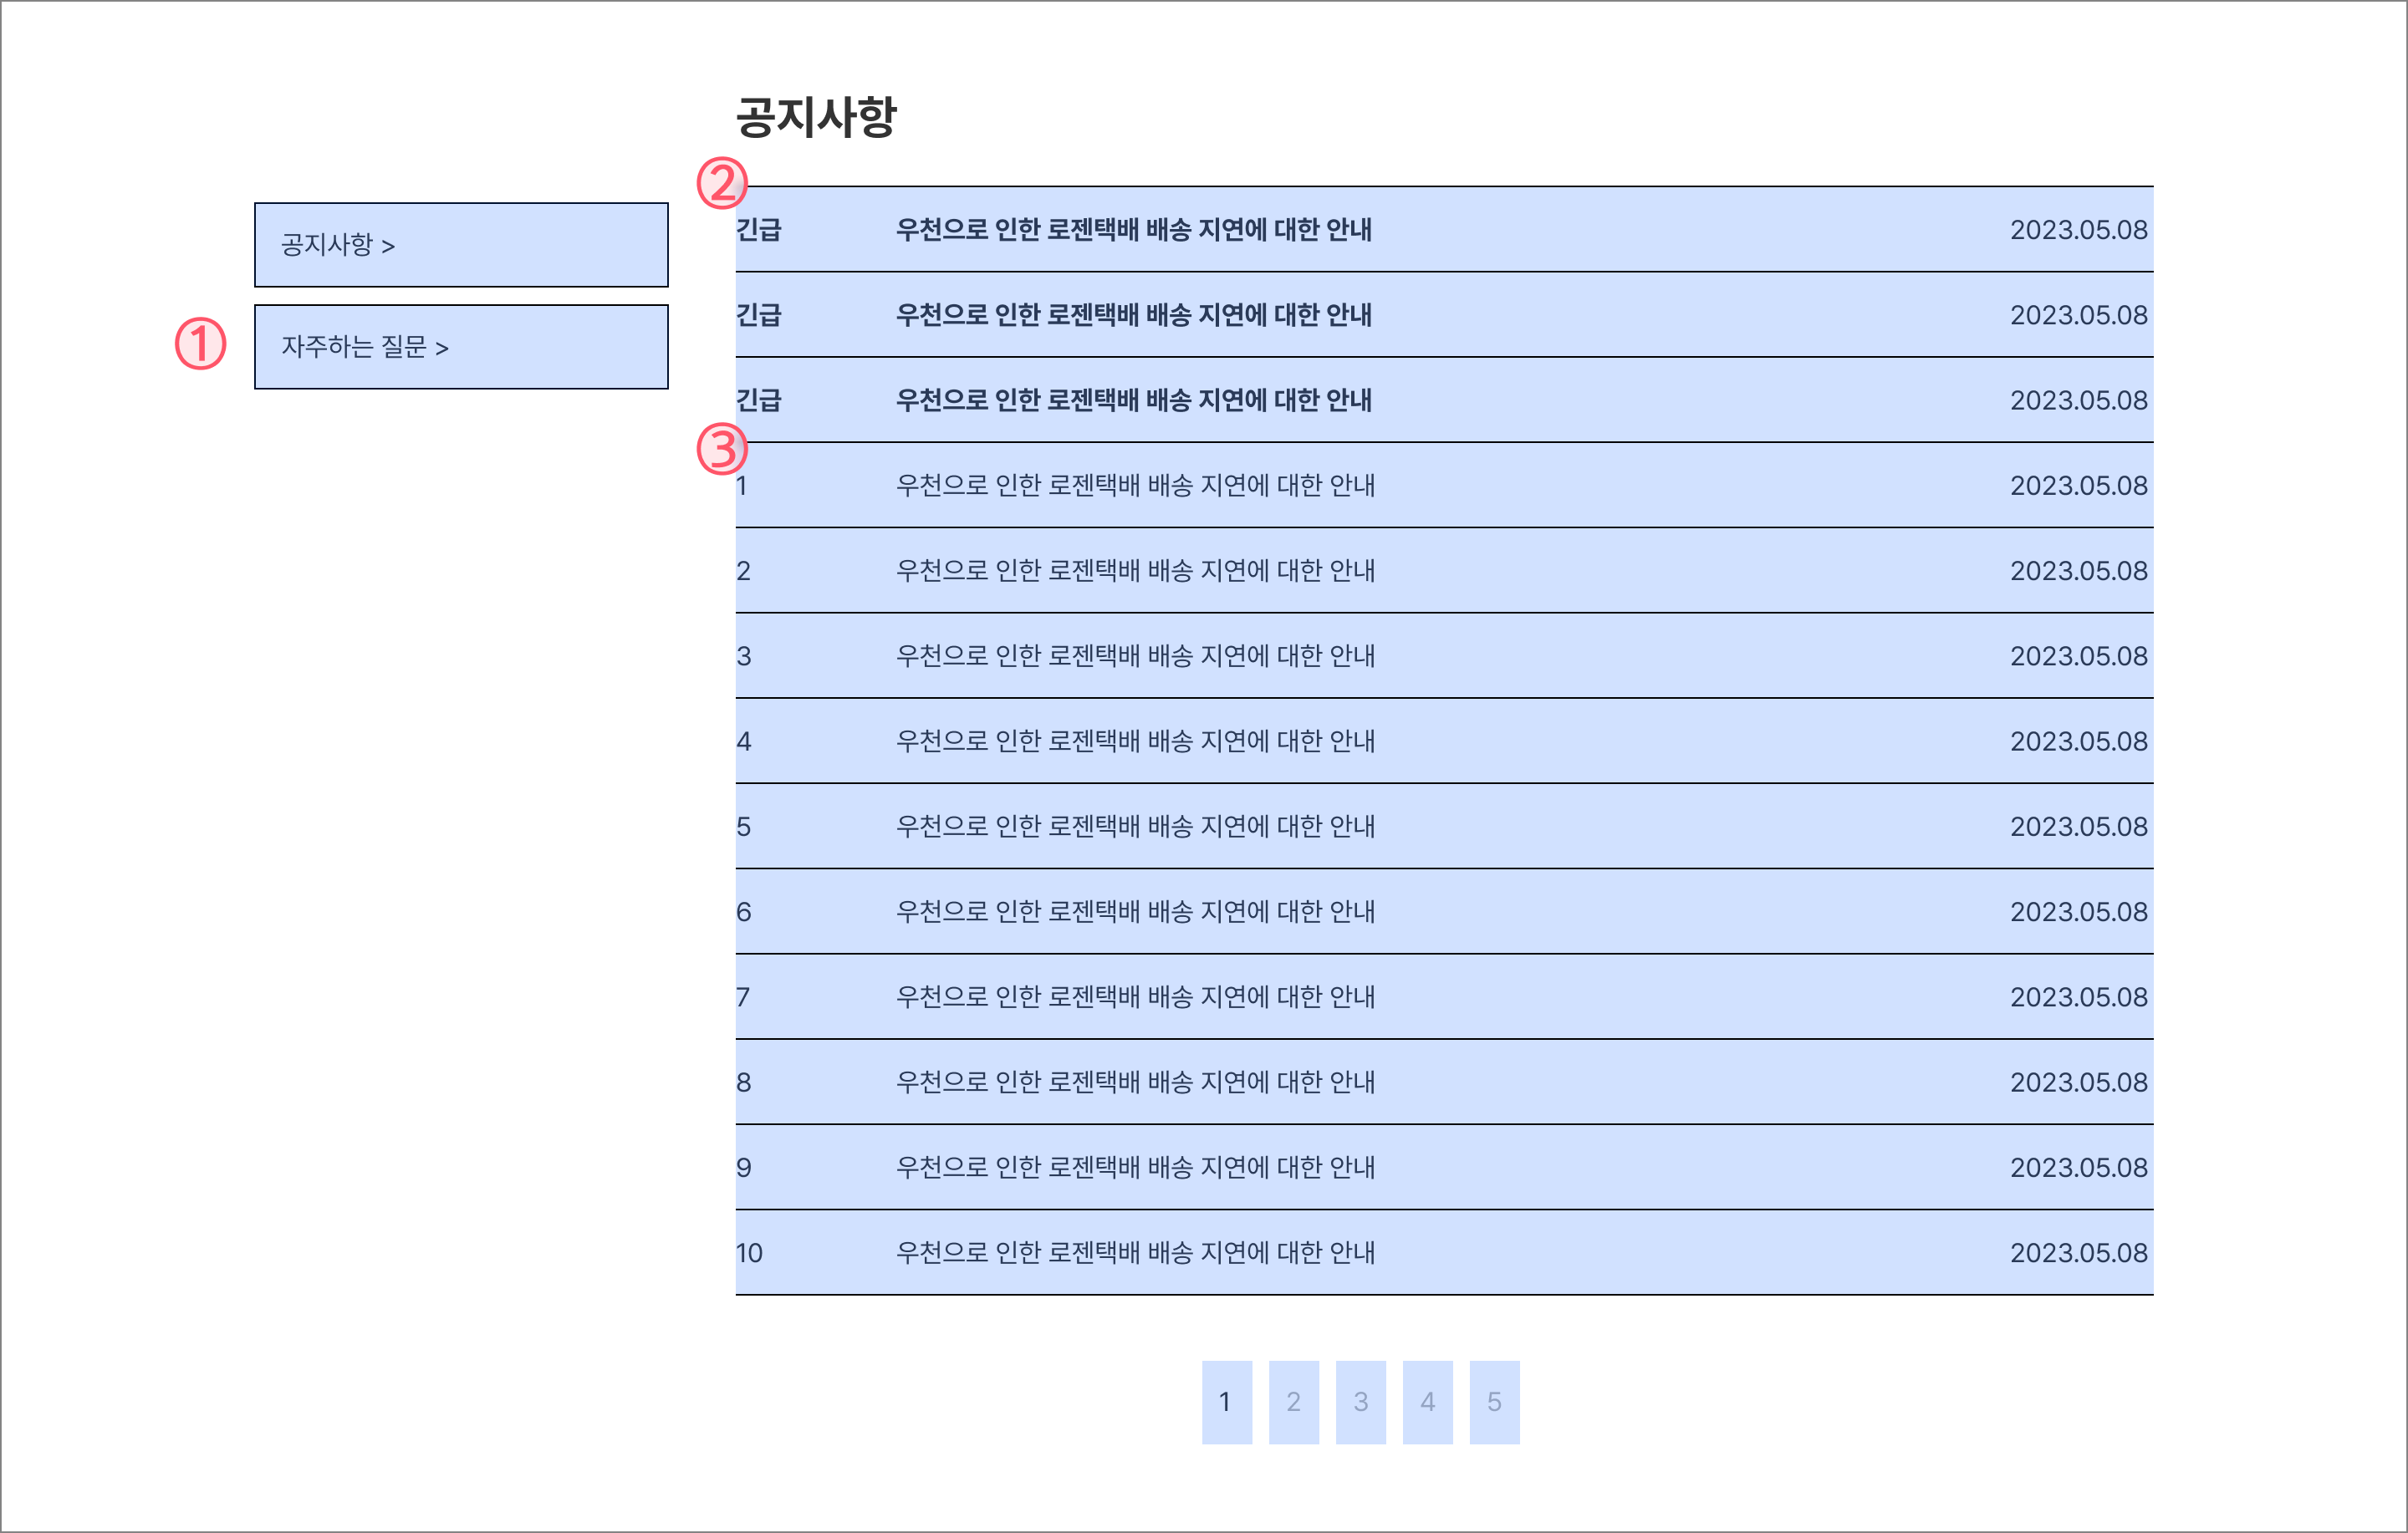 공지사항
②
공지사항 >
①
자주하는 질문 >
긴급 우천으로 인한 로젠택배 배송 지연에 대한 안내 2023.05.08
긴급 우천으로 인한 로젠택배 배송 지연에 대한 안내 2023.05.08
긴급 우천으로 인한 로젠택배 배송 지연에 대한 안내 2023.05.08
③
1 우천으로 인한 로젠택배 배송 지연에 대한 안내 2023.05.08
2 우천으로 인한 로젠택배 배송 지연에 대한 안내 2023.05.08
3 우천으로 인한 로젠택배 배송 지연에 대한 안내 2023.05.08
4 우천으로 인한 로젠택배 배송 지연에 대한 안내 2023.05.08
5 우천으로 인한 로젠택배 배송 지연에 대한 안내 2023.05.08
6 우천으로 인한 로젠택배 배송 지연에 대한 안내 2023.05.08
7 우천으로 인한 로젠택배 배송 지연에 대한 안내 2023.05.08
8 우천으로 인한 로젠택배 배송 지연에 대한 안내 2023.05.08
9 우천으로 인한 로젠택배 배송 지연에 대한 안내 2023.05.08
10 우천으로 인한 로젠택배 배송 지연에 대한 안내 2023.05.08
1 2 3 4 5